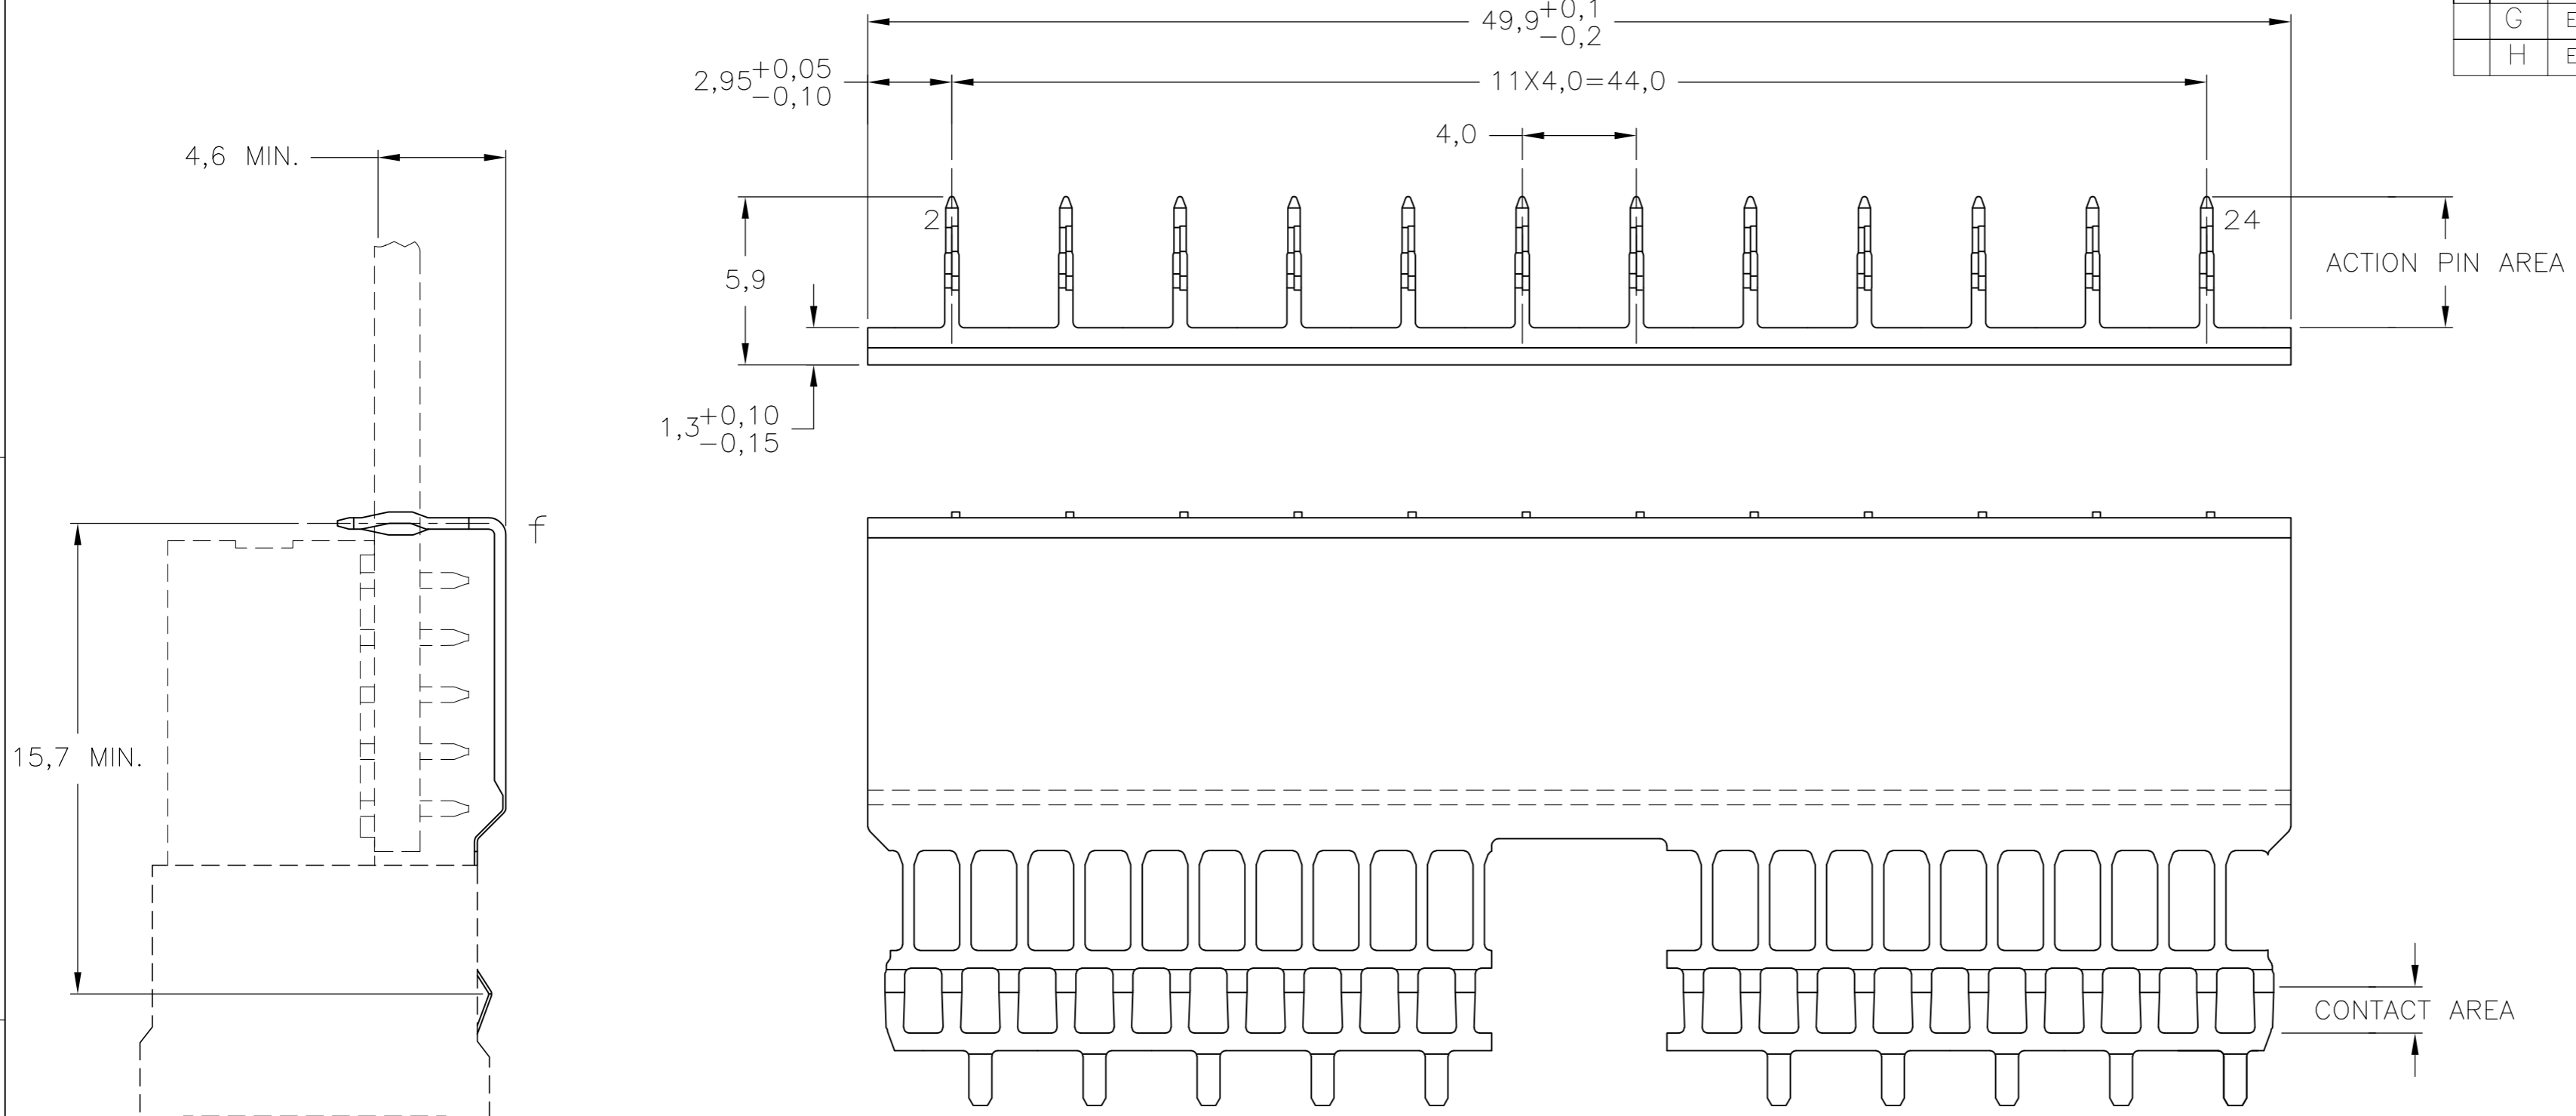 49,9+0,1
-0,2
G E
H E
2,95+0,05
-0,10
11X4,0=44,0
4,0
4,6 MIN.
2
24
5,9
ACTION PIN AREA
1,3+0,10
-0,15
f
15,7 MIN.
CONTACT AREA